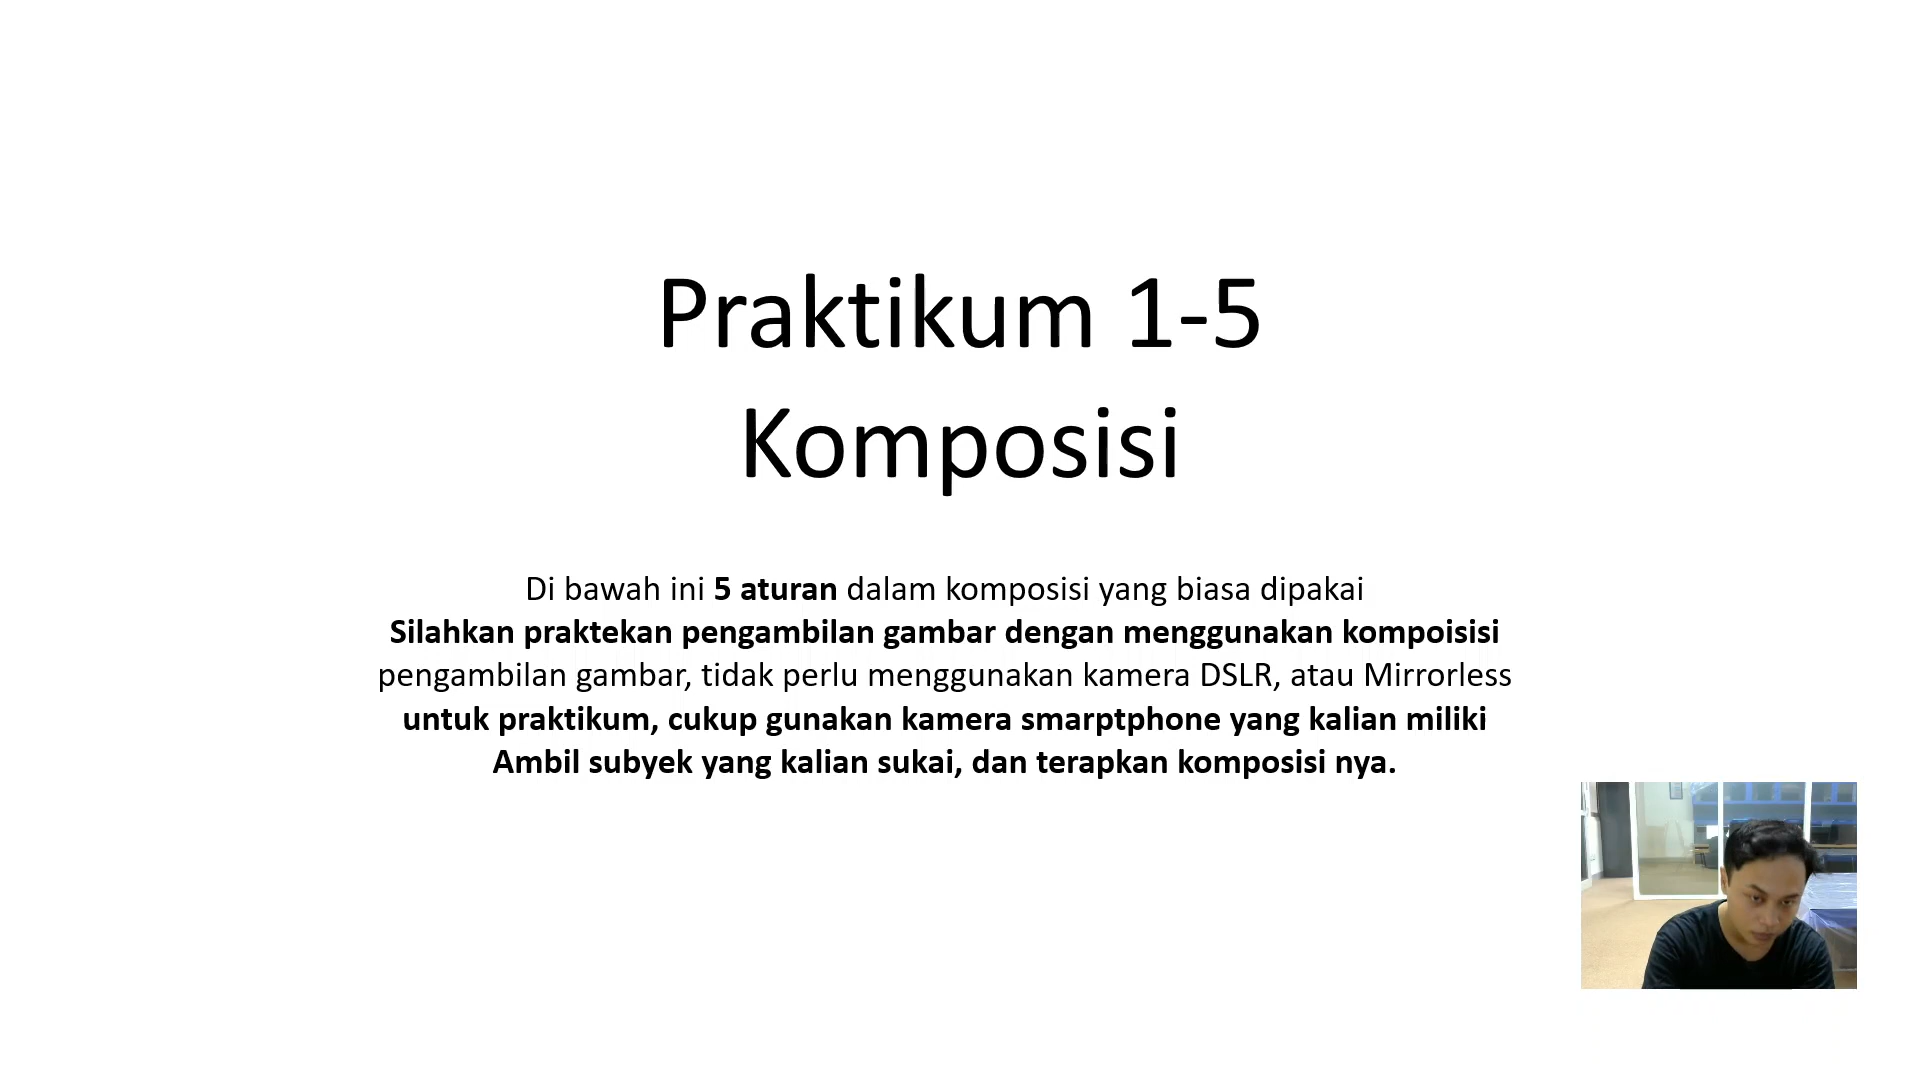 Praktikum 1-5
Komposisi
Di bawah ini 5 aturan dalam komposisi yang biasa dipakai
Silahkan praktekan pengambilan gambar dengan menggunakan kompoisisi
pengambilan gambar, tidak perlu menggunakan kamera DSLR, atau Mirrorless
untuk praktikum, cukup gunakan kamera smarptphone yang kalian miliki
Ambil subyek yang kalian sukai, dan terapkan komposisi nya.